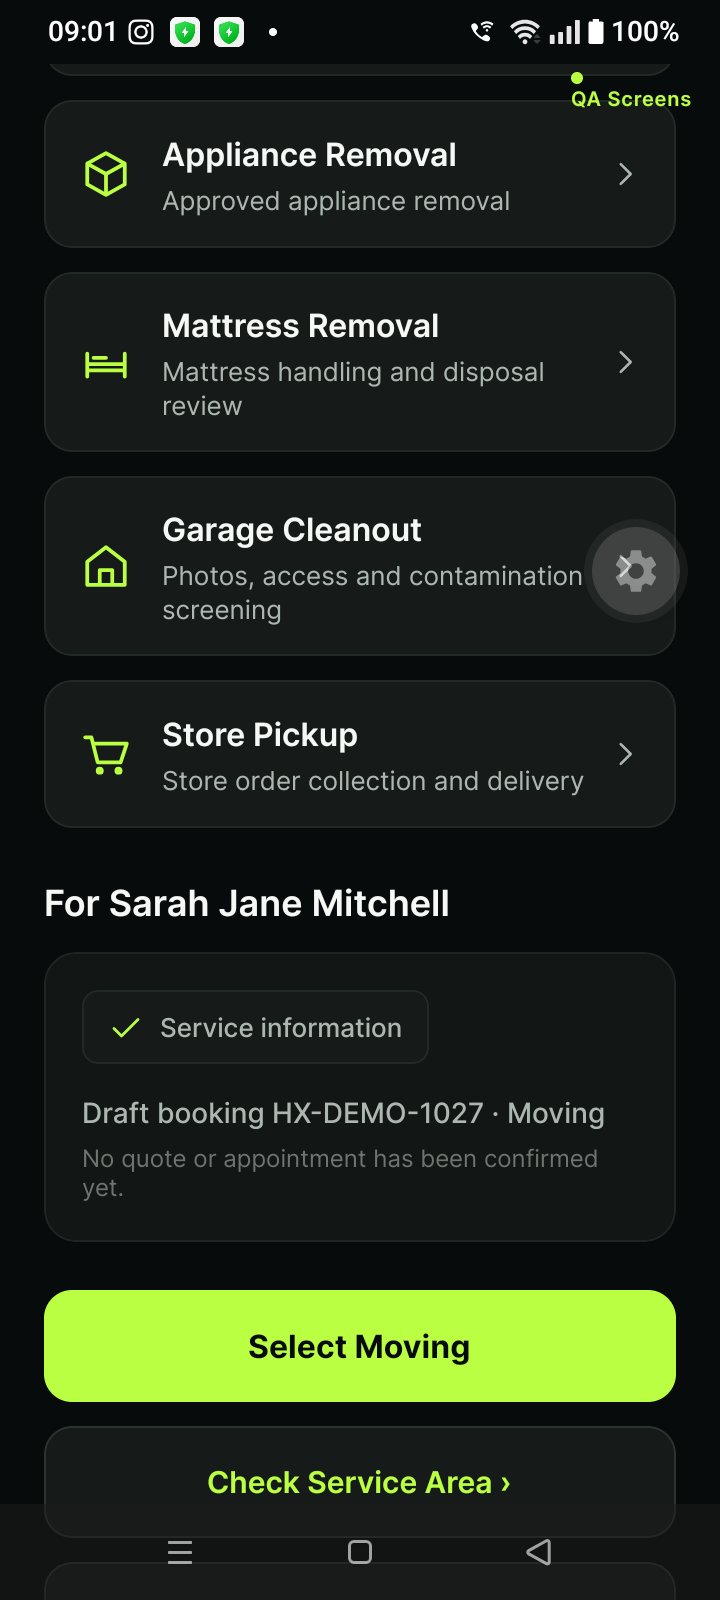 09:01
100%
QA Screens
Appliance Removal
Approved appliance removal
Mattress Removal
Mattress handling and disposal
review
Garage Cleanout
Photos, access and contamination
screening
Store Pickup
Store order collection and delivery
For Sarah Jane Mitchell
Service information
Draft booking HX-DEMO-1027 · Moving
No quote or appointment has been confirmed
yet.
Select Moving
Check Service Area ›